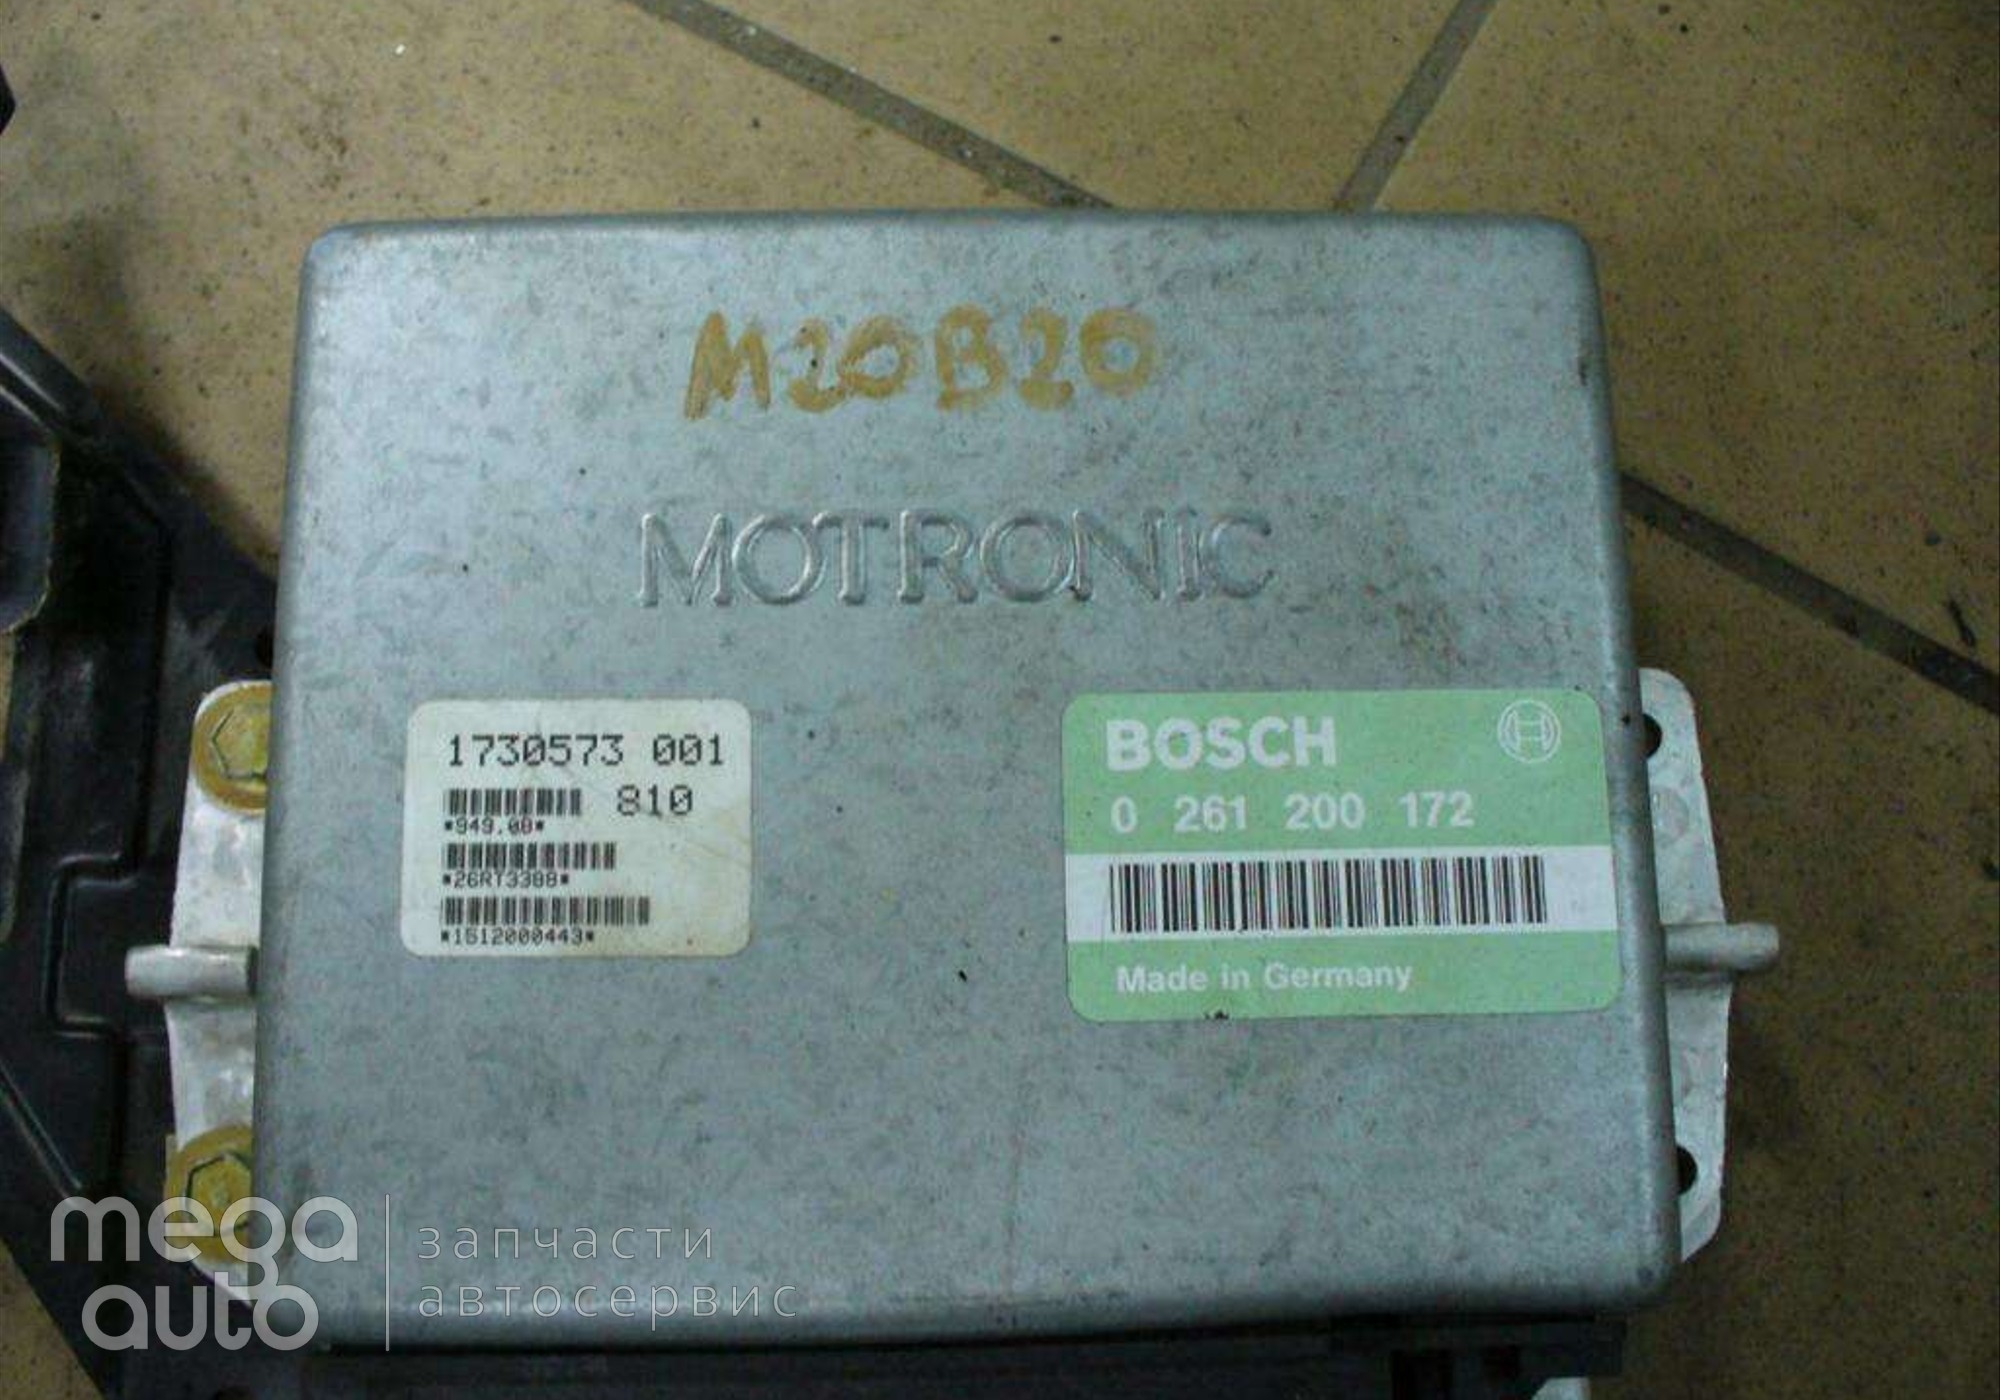 M20B20
MOTRONIC
1730573 001
810
*949.08*
*26RT3388*
*1512000443*
BOSCH
0 261 200 172
Made in Germany
mega auto
запчасти
автосервис